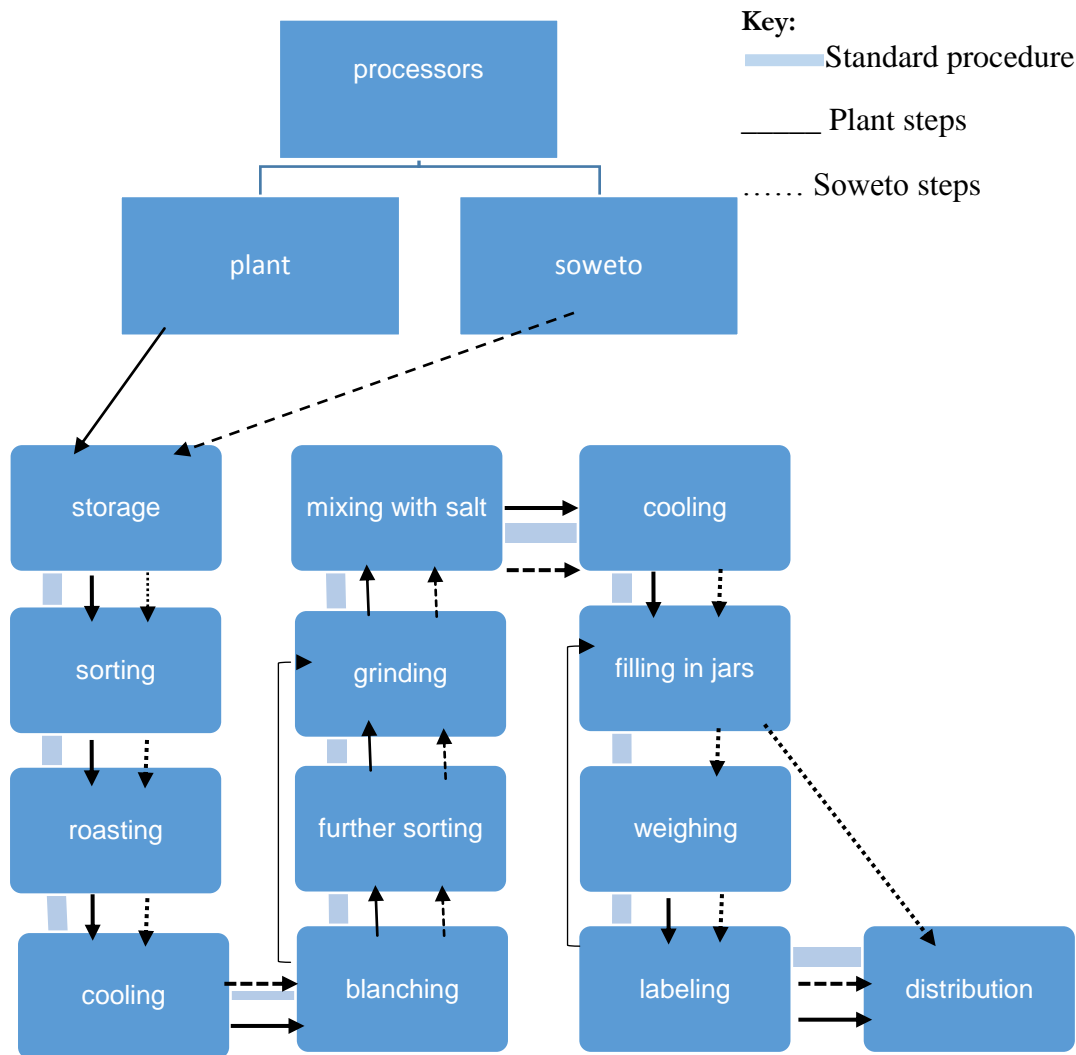 Key:
Standard procedure
_____ Plant steps
...... Soweto steps
processors
plant
soweto
storage
mixing with salt
cooling
sorting
grinding
filling in jars
roasting
further sorting
weighing
cooling
blanching
labeling
distribution